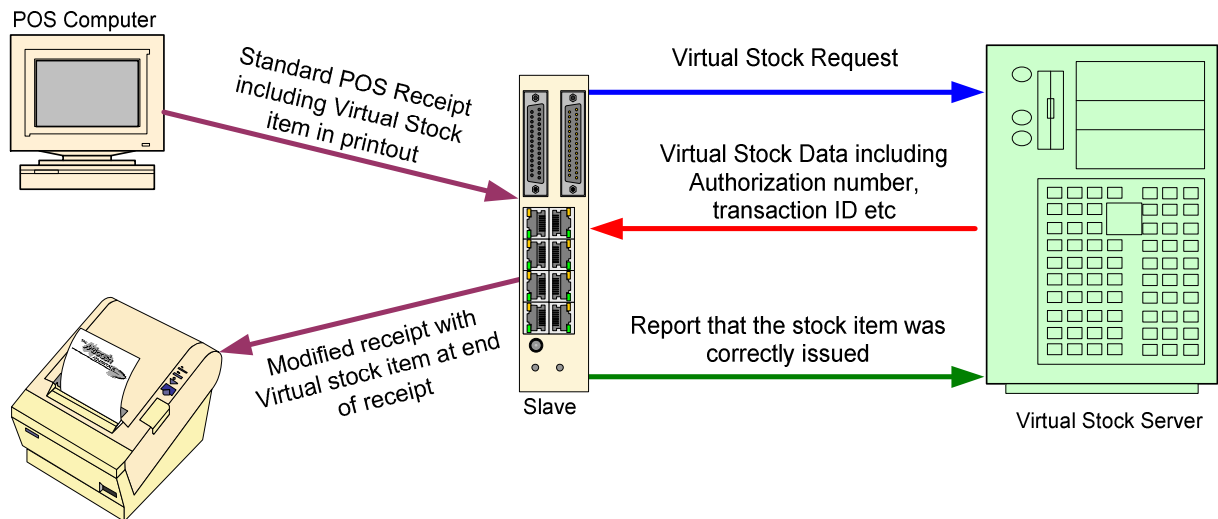 POS Computer
Standard POS Receipt
including Virtual Stock
item in printout
Virtual Stock Request
Virtual Stock Data including
Authorization number,
transaction ID etc
Modified receipt with
Virtual stock item at end
of receipt
Report that the stock item was
correctly issued
Slave
Virtual Stock Server